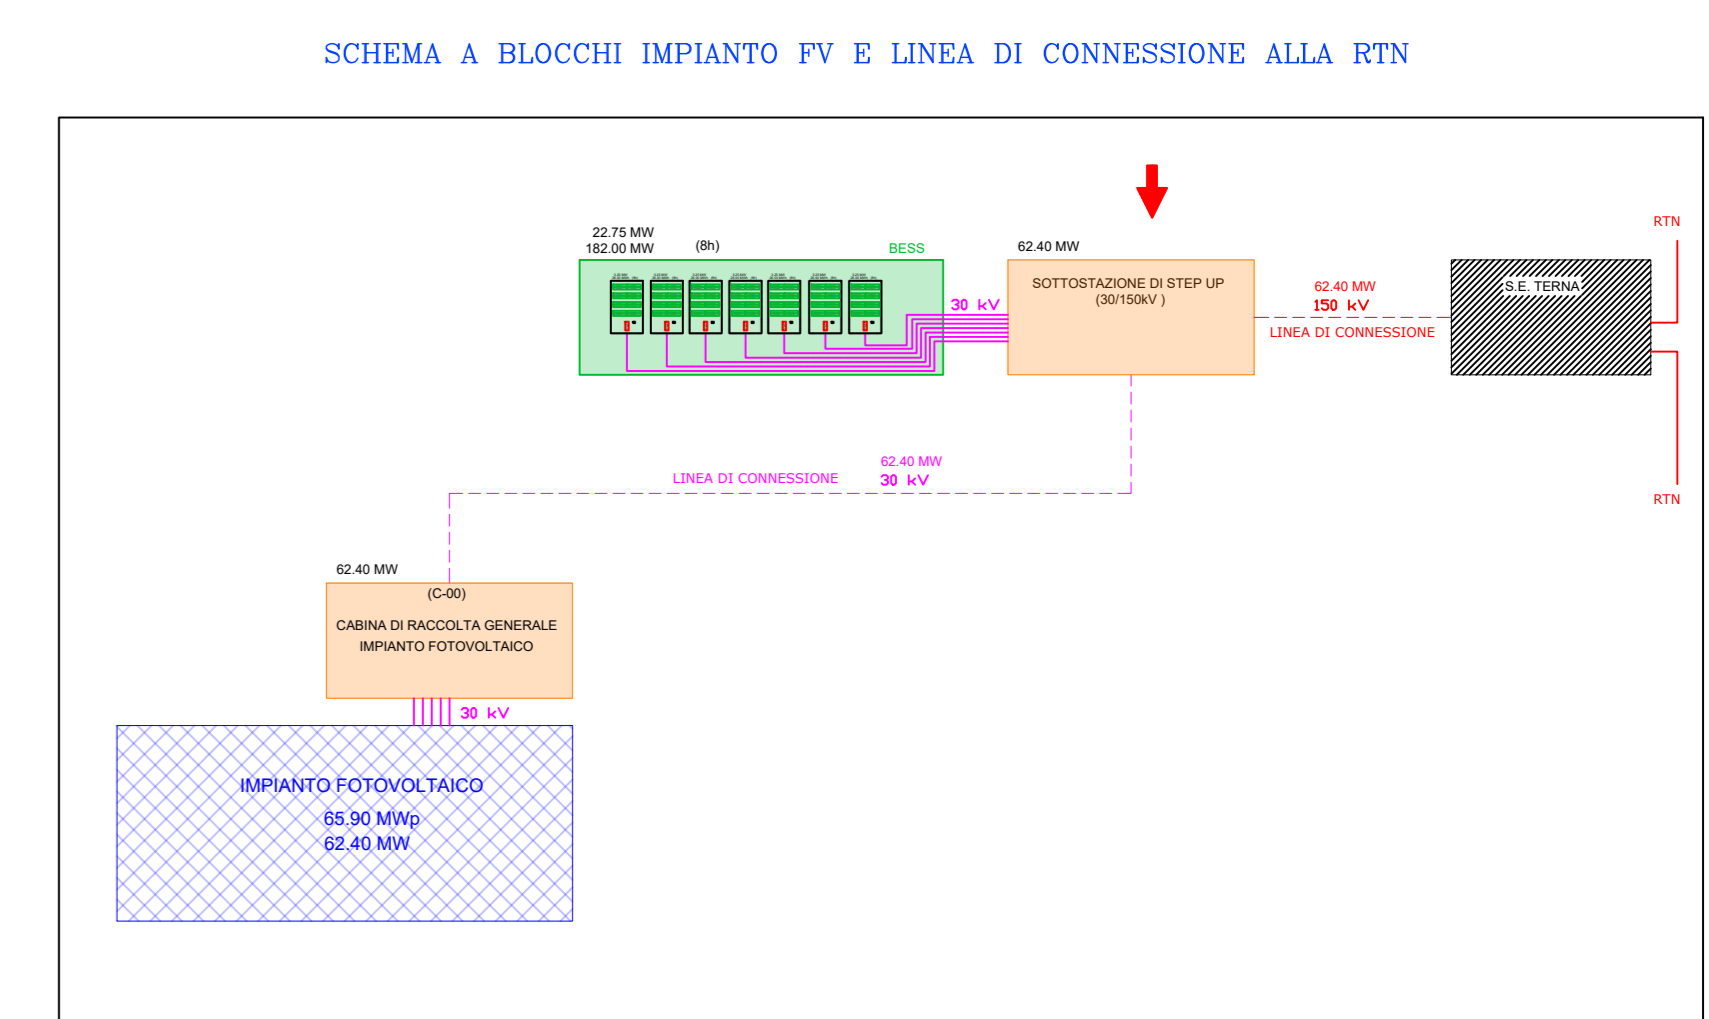 SCHEMA A BLOCCHI IMPIANTO FV E LINEA DI CONNESSIONE ALLA RTN
22.75 MW
182.00 MW
(8h)
BESS
62.40 MW
SOTTOSTAZIONE DI STEP UP
(30/150kV )
30 kV
62.40 MW
150 kV
LINEA DI CONNESSIONE
S.E. TERNA
RTN
RTN
62.40 MW
LINEA DI CONNESSIONE
30 kV
62.40 MW
(C-00)
CABINA DI RACCOLTA GENERALE
IMPIANTO FOTOVOLTAICO
30 kV
IMPIANTO FOTOVOLTAICO
65.90 MWp
62.40 MW